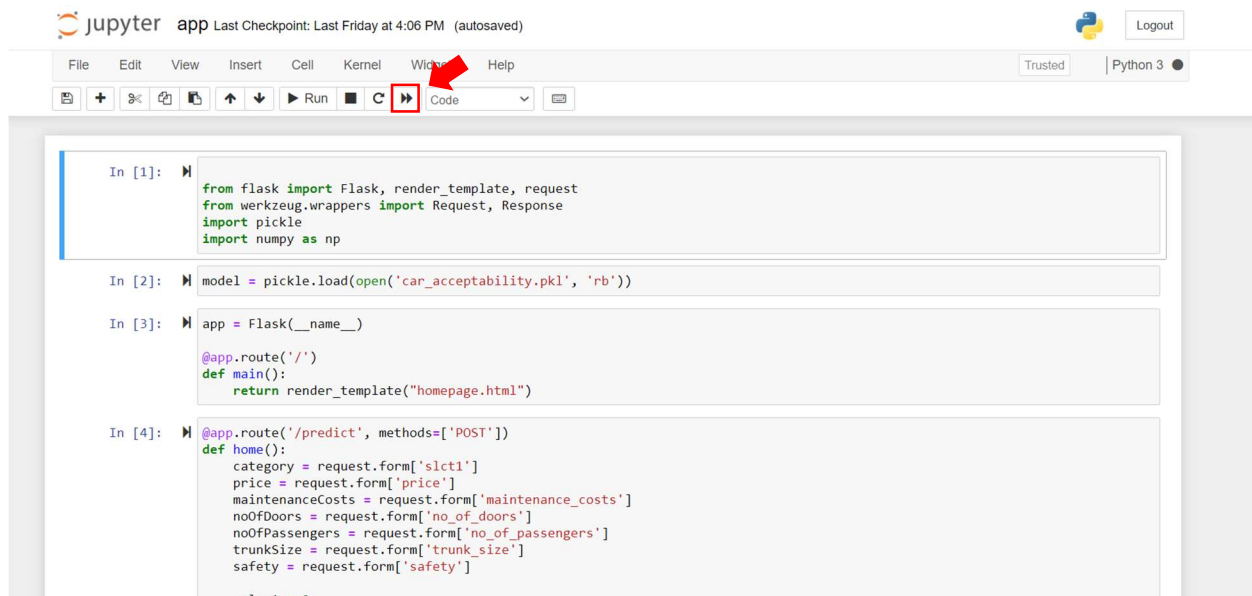 jupyter app Last Checkpoint: Last Friday at 4:06 PM (autosaved)
Logout
File Edit View Insert Cell Kernel Help
Trusted
Python 3
Run
Code
In [1]:
from flask import Flask, render_template, request
from werkzeug.wrappers import Request, Response
import pickle
import numpy as np
In [2]:
model = pickle.load(open('car_acceptability.pkl', 'rb'))
In [3]:
app = Flask(__name__)
@app.route('/')
def main():
    return render_template("homepage.html")
In [4]:
@app.route('/predict', methods=['POST'])
def home():
    category = request.form['slct1']
    price = request.form['price']
    maintenanceCosts = request.form['maintenance_costs']
    noOfDoors = request.form['no_of_doors']
    noOfPassengers = request.form['no_of_passengers']
    trunkSize = request.form['trunk_size']
    safety = request.form['safety']